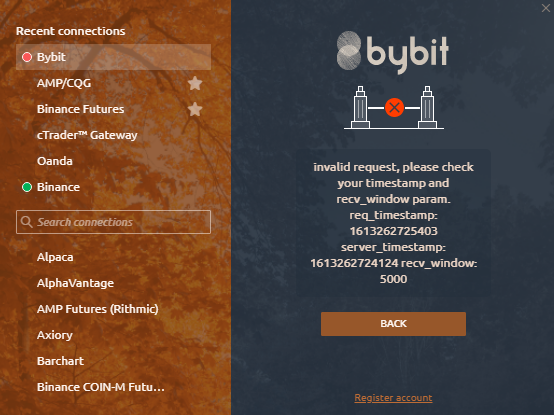 Recent connections
Bybit
AMP/CQG
Binance Futures
cTrader™ Gateway
Oanda
Binance
Search connections
Alpaca
AlphaVantage
AMP Futures (Rithmic)
Axiory
Barchart
Binance COIN-M Futu...
bybit
invalid request, please check
your timestamp and
recv_window param.
req_timestamp:
1613262725403
server_timestamp:
1613262724124 recv_window:
5000
BACK
Register account